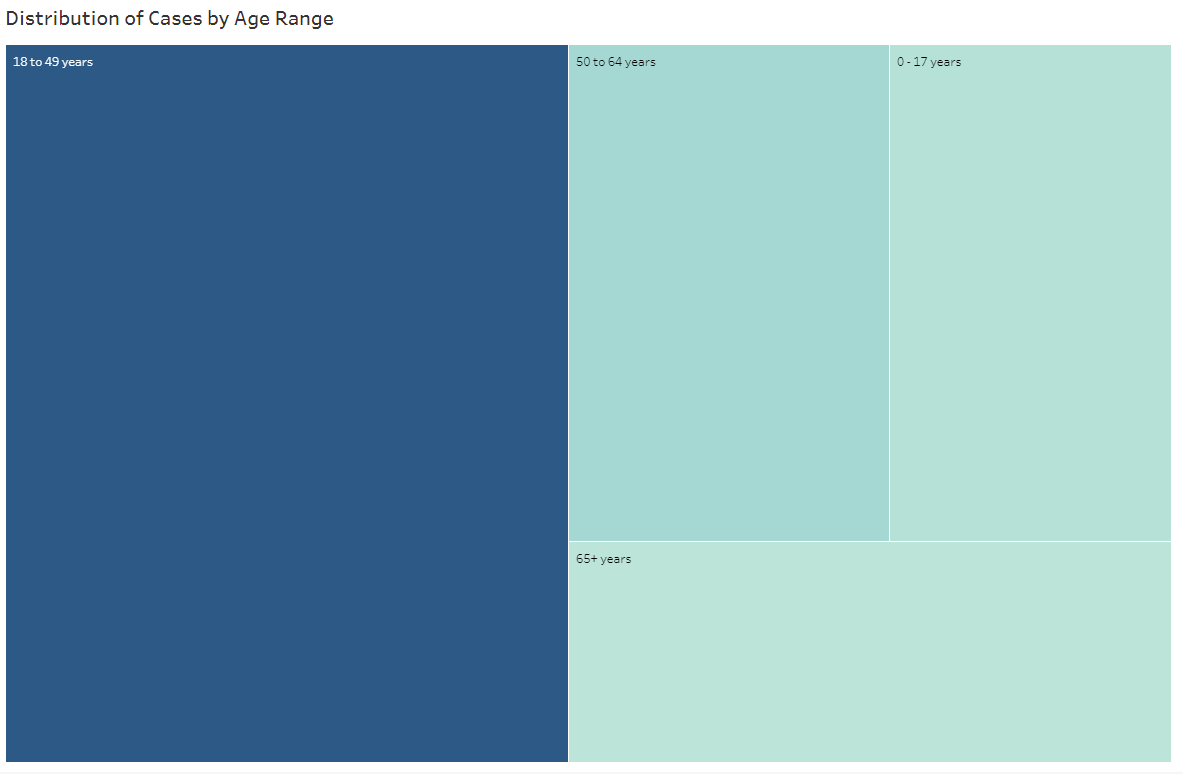 Distribution of Cases by Age Range
18 to 49 years
50 to 64 years
0 - 17 years
65+ years